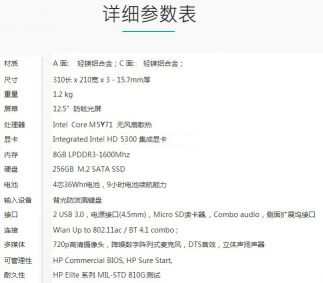 详细参数表
材质 A 面: 轻镁铝合金；C 面: 轻镁铝合金；
尺寸 310长 x 210宽 x 3 - 15.7mm厚
重量 1.2 kg
屏幕 12.5" 防眩光屏
处理器 Intel Core M5Y71 无风扇散热
显卡 Integrated Intel HD 5300 集成显卡
内存 8GB LPDDR3-1600Mhz
硬盘 256GB M.2 SATA SSD
电池 4芯36Whr电池，9小时电池续航能力
输入设备 背光防泼溅键盘
接口 2 USB 3.0，电源接口(4.5mm)，Micro SD读卡器，Combo audio，侧面扩展坞接口
连接 Wlan Up to 802.11ac / BT 4.1 combo；
多媒体 720p高清摄像头，降噪数字阵列式麦克风，DTS音效，立体声扬声器
可管理性 HP Commercial BIOS, HP Sure Start,
耐久性 HP Elite 系列 MIL-STD 810G测试